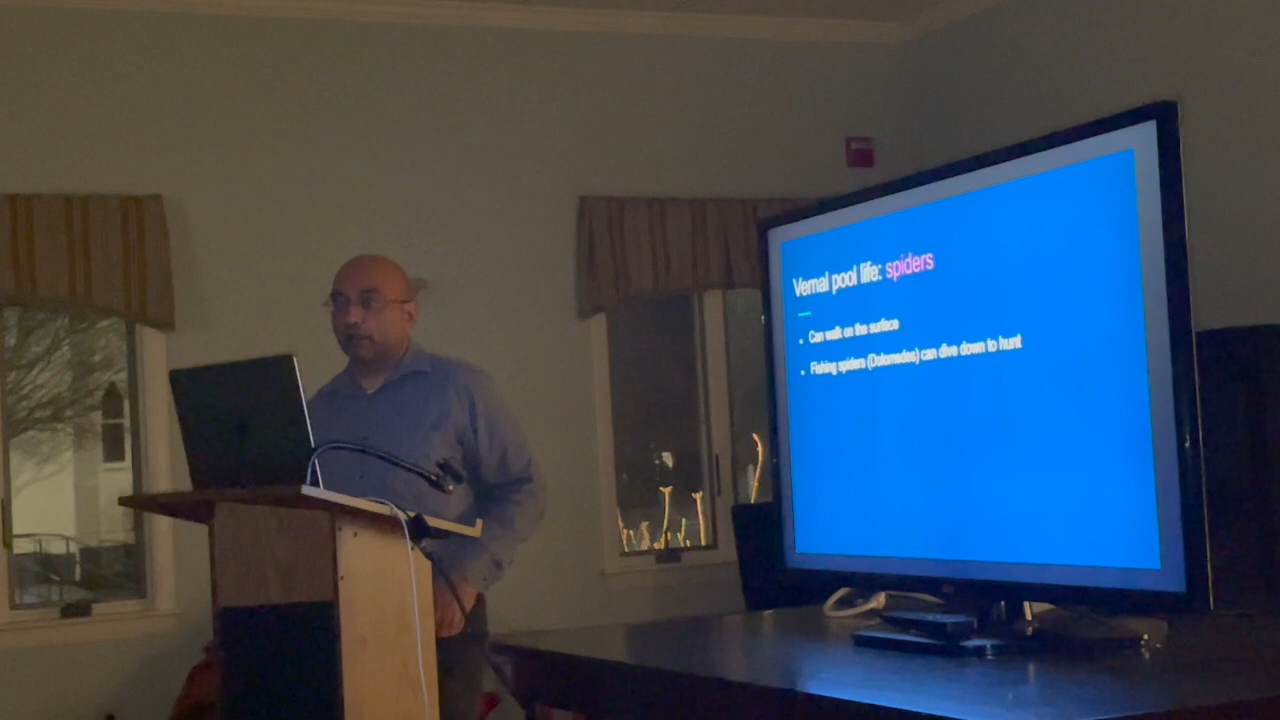 Vernal pool life: spiders
Can walk on the surface
Fishing spiders (Dolomedes) can dive down to hunt